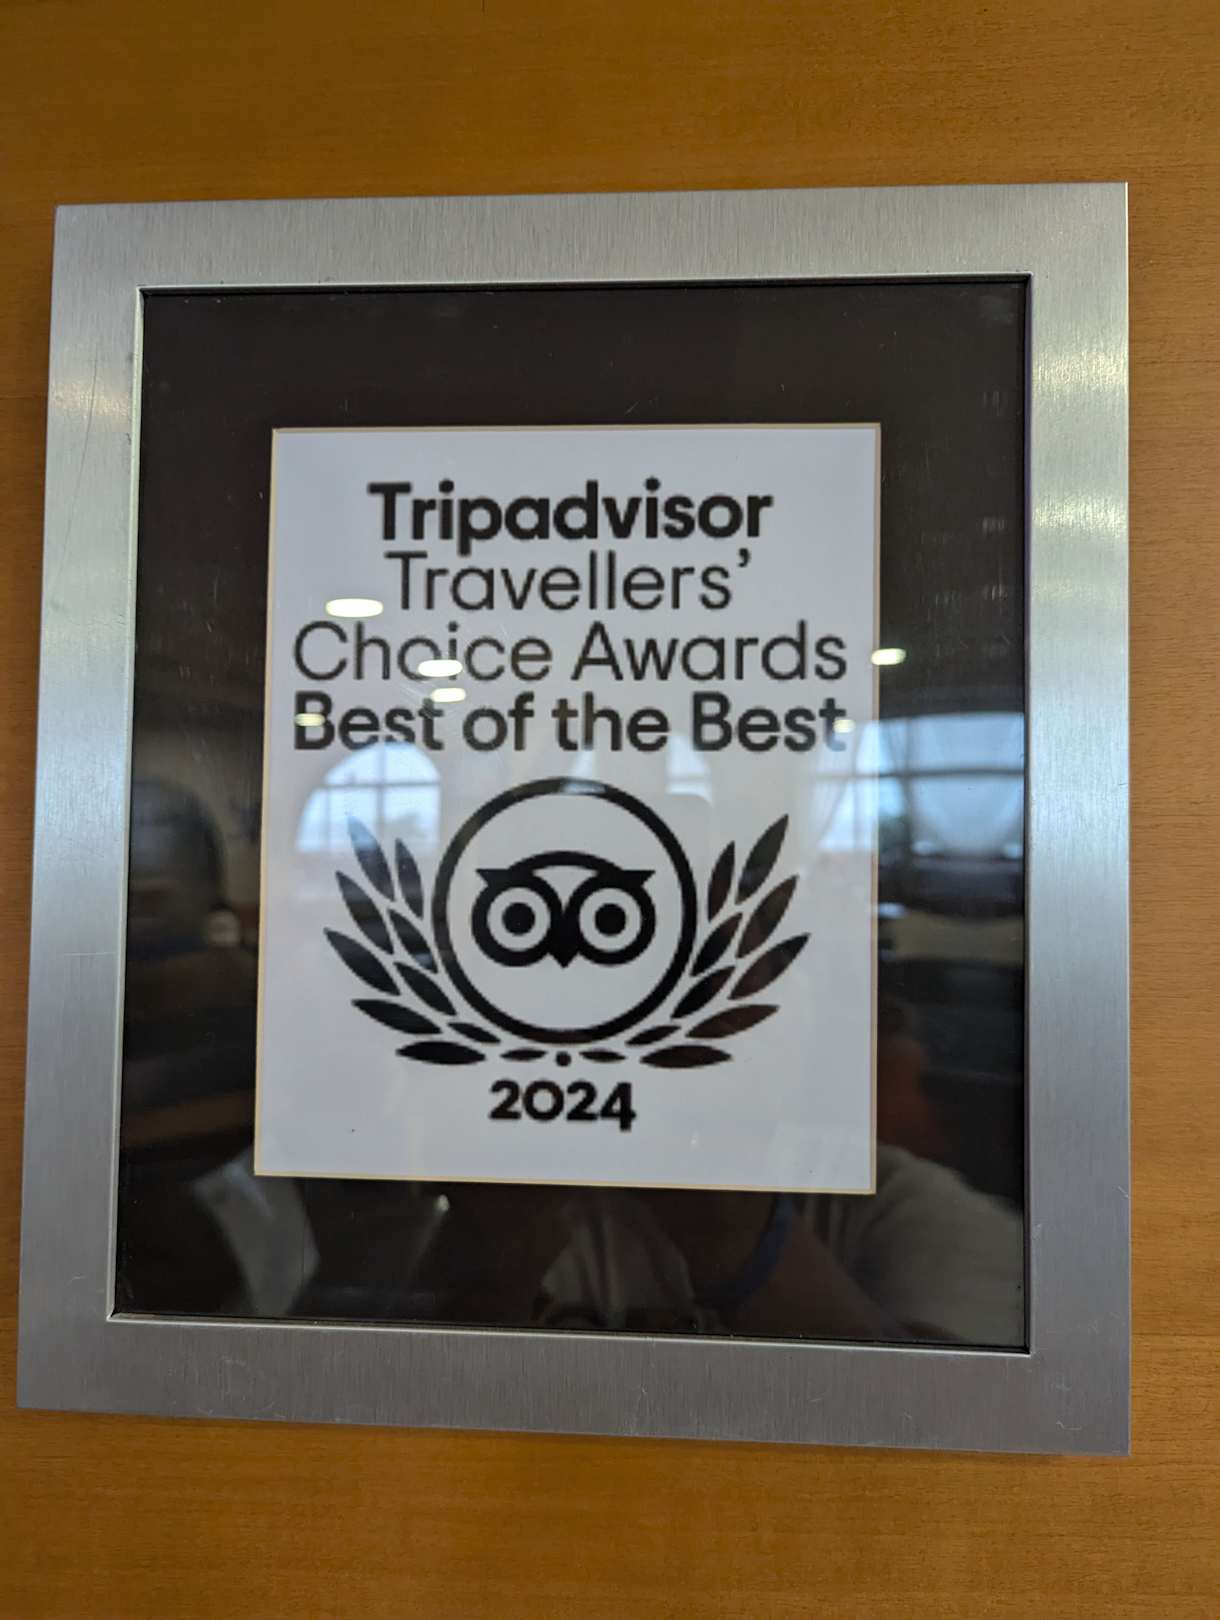 Tripadvisor
Travellers’
Choice Awards
Best of the Best
2024